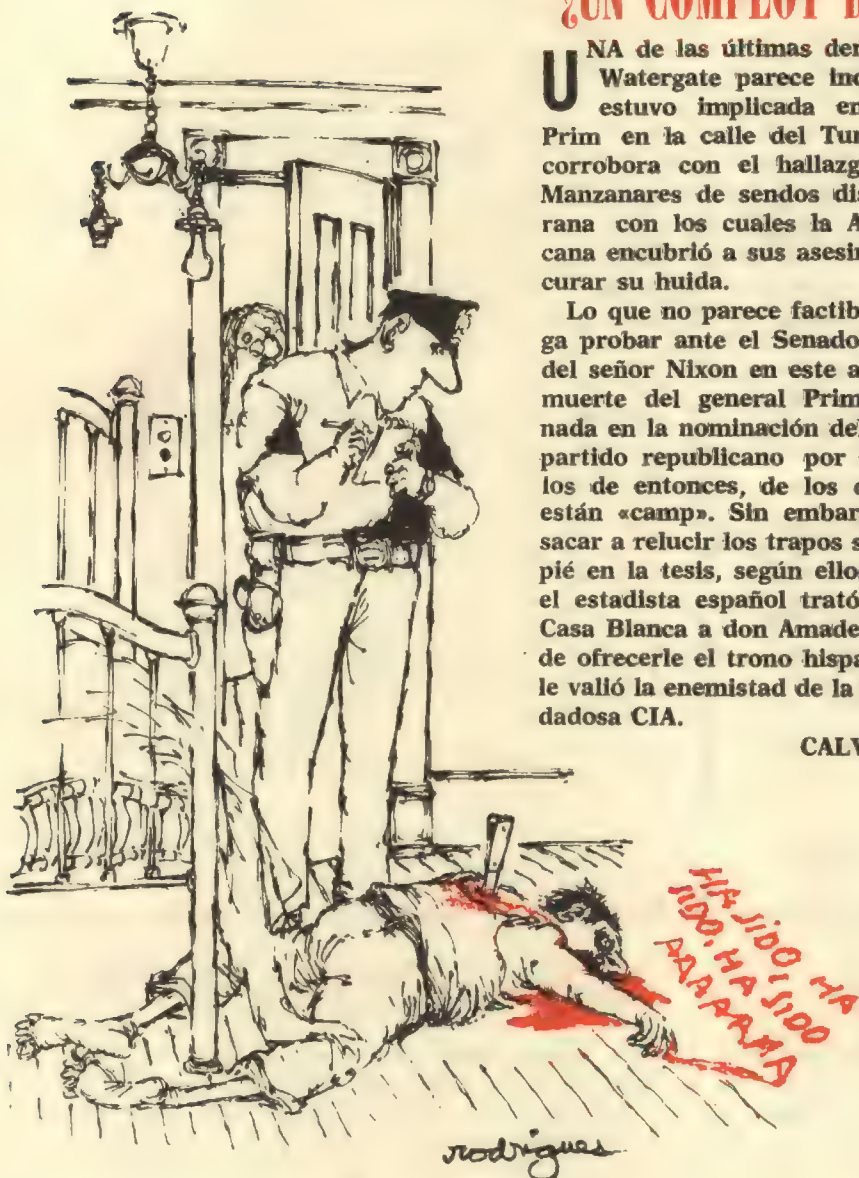 ¿UN COMPLOT
UNA de las últimas der
Watergate parece inc
estuvo implicada en
Prim en la calle del Tur
corrobora con el hallazg
Manzanares de sendos di
rana con los cuales la A
cana encubrió a sus asesin
curar su huida.
Lo que no parece factib
ga probar ante el Senado
del señor Nixon en este a
muerte del general Prim
nada en la nominación del
partido republicano por
los de entonces, de los
están «camp». Sin embar
sacar a relucir los trapos s
pié en la tesis, según ello
el estadista español trató
Casa Blanca a don Amade
de ofrecerle el trono hispa
le valió la enemistad de la
dadosa CIA.
CALV
HA SIDO, HA
SIDO, HA SIDO
rodrigues